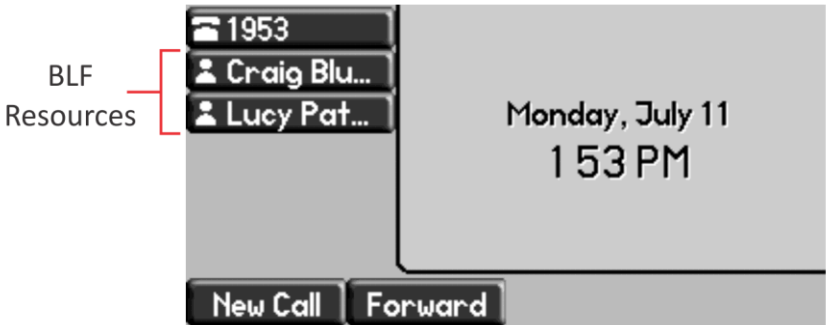 BLF
Resources
1953
Craig Blu...
Lucy Pat...
Monday, July 11
1 53 PM
New Call Forward